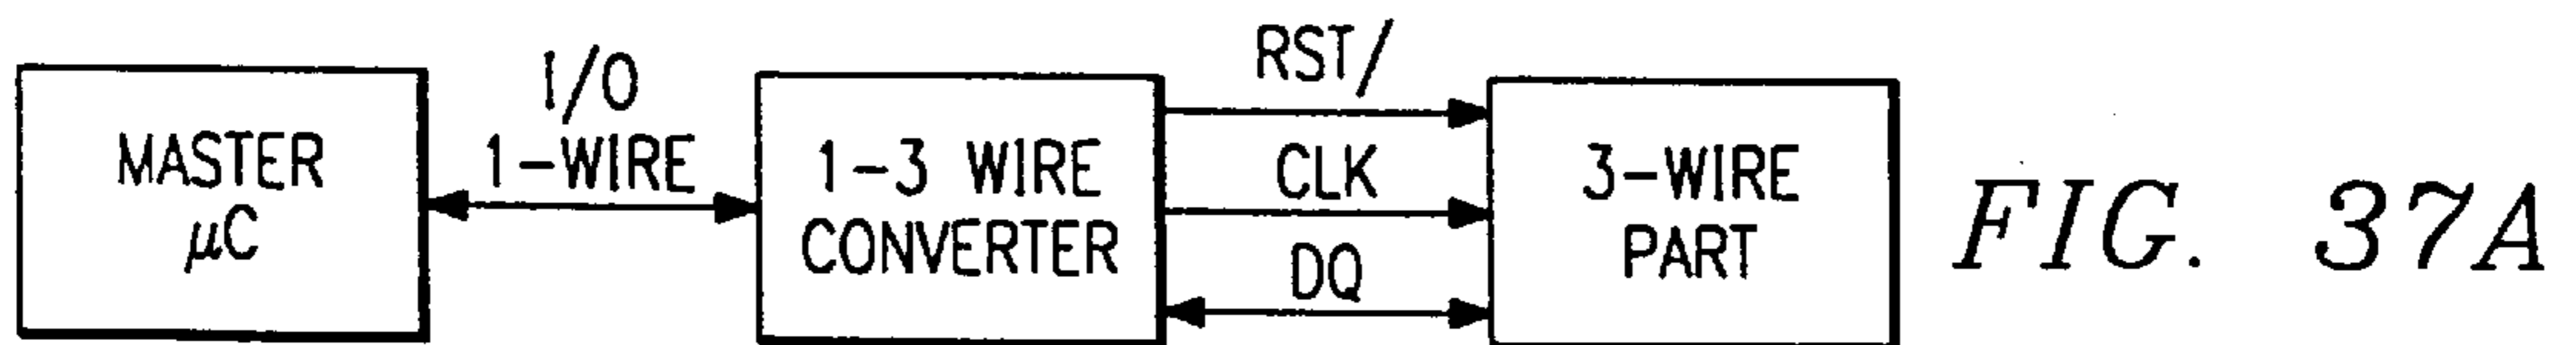 MASTER
μC
I/O
1-WIRE
1-3 WIRE
CONVERTER
RST/
CLK
DQ
3-WIRE
PART
FIG. 37A